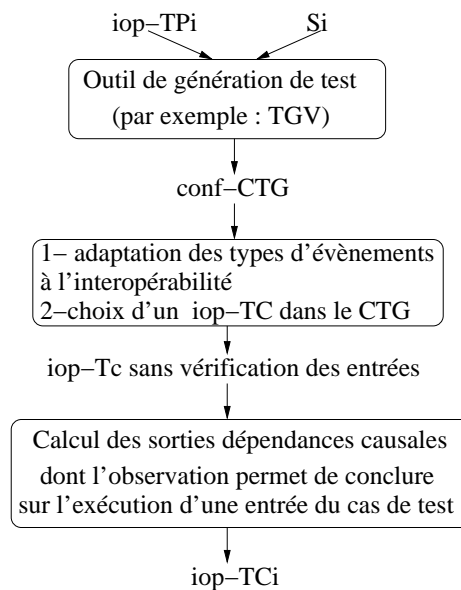 iop–TPi Si
Outil de génération de test
(par exemple : TGV)
conf–CTG
1– adaptation des types d'évènements
à l'interopérabilité
2–choix d'un iop–TC dans le CTG
iop–Tc sans vérification des entrées
Calcul des sorties dépendances causales
dont l'observation permet de conclure
sur l'exécution d'une entrée du cas de test
iop–TCi